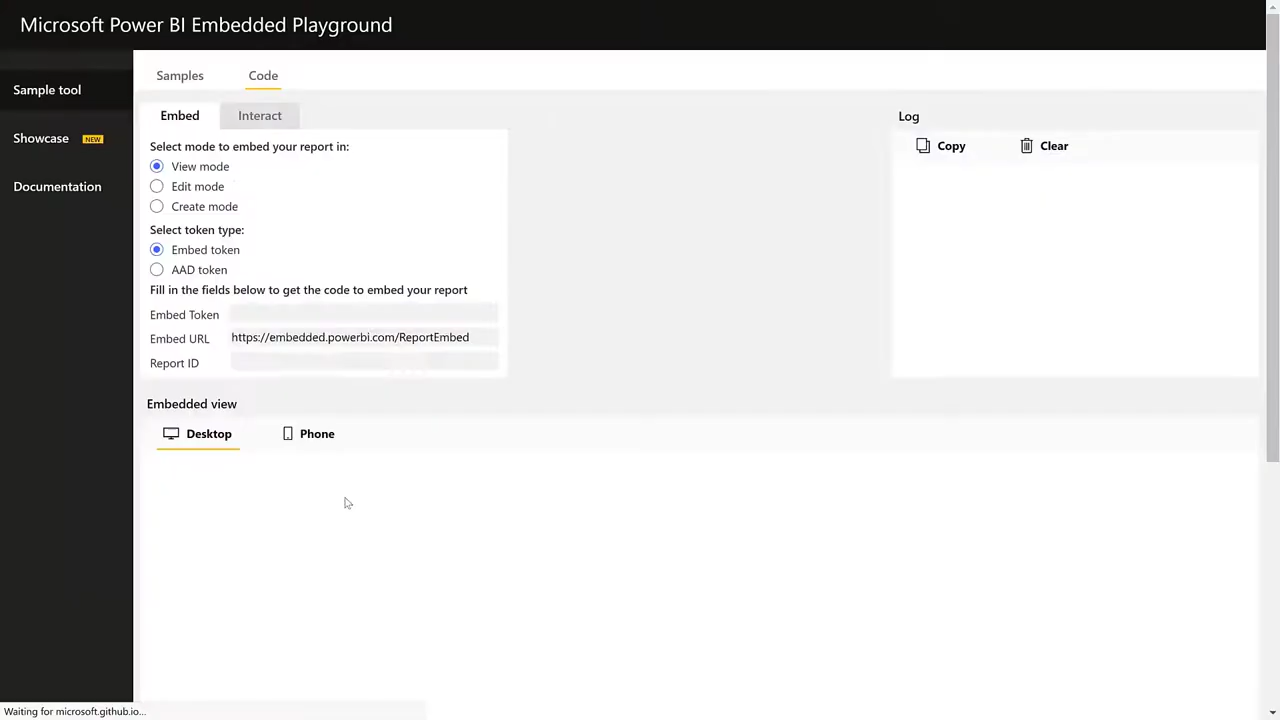 Microsoft Power BI Embedded Playground
Sample tool
Showcase NEW
Documentation
Samples Code
Embed Interact
Select mode to embed your report in:
View mode
Edit mode
Create mode
Select token type:
Embed token
AAD token
Fill in the fields below to get the code to embed your report
Embed Token
Embed URL https://embedded.powerbi.com/ReportEmbed
Report ID
Log
Copy Clear
Embedded view
Desktop Phone
Waiting for microsoft.github.io...